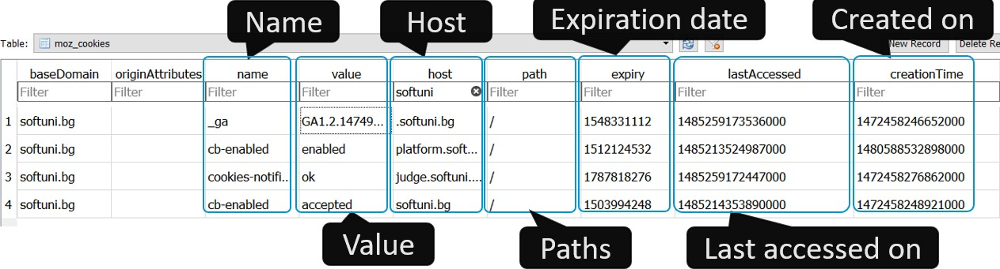 Name
Host
Expiration date
Created on
Table: moz_cookies
New Record Delete Re
baseDomain originAttributes name value host path expiry lastAccessed creationTime
Filter Filter Filter Filter softuni Filter Filter Filter Filter
1 softuni.bg _ga GA1.2.14749... .softuni.bg / 1548331112 1485259173536000 1472458246652000
2 softuni.bg cb-enabled enabled platform.soft... / 1512124532 1485213524987000 1480588532898000
3 softuni.bg cookies-notifi... ok judge.softuni.... / 1787818276 1485259172447000 1472458276862000
4 softuni.bg cb-enabled accepted softuni.bg / 1503994248 1485214353890000 1472458248921000
Value
Paths
Last accessed on